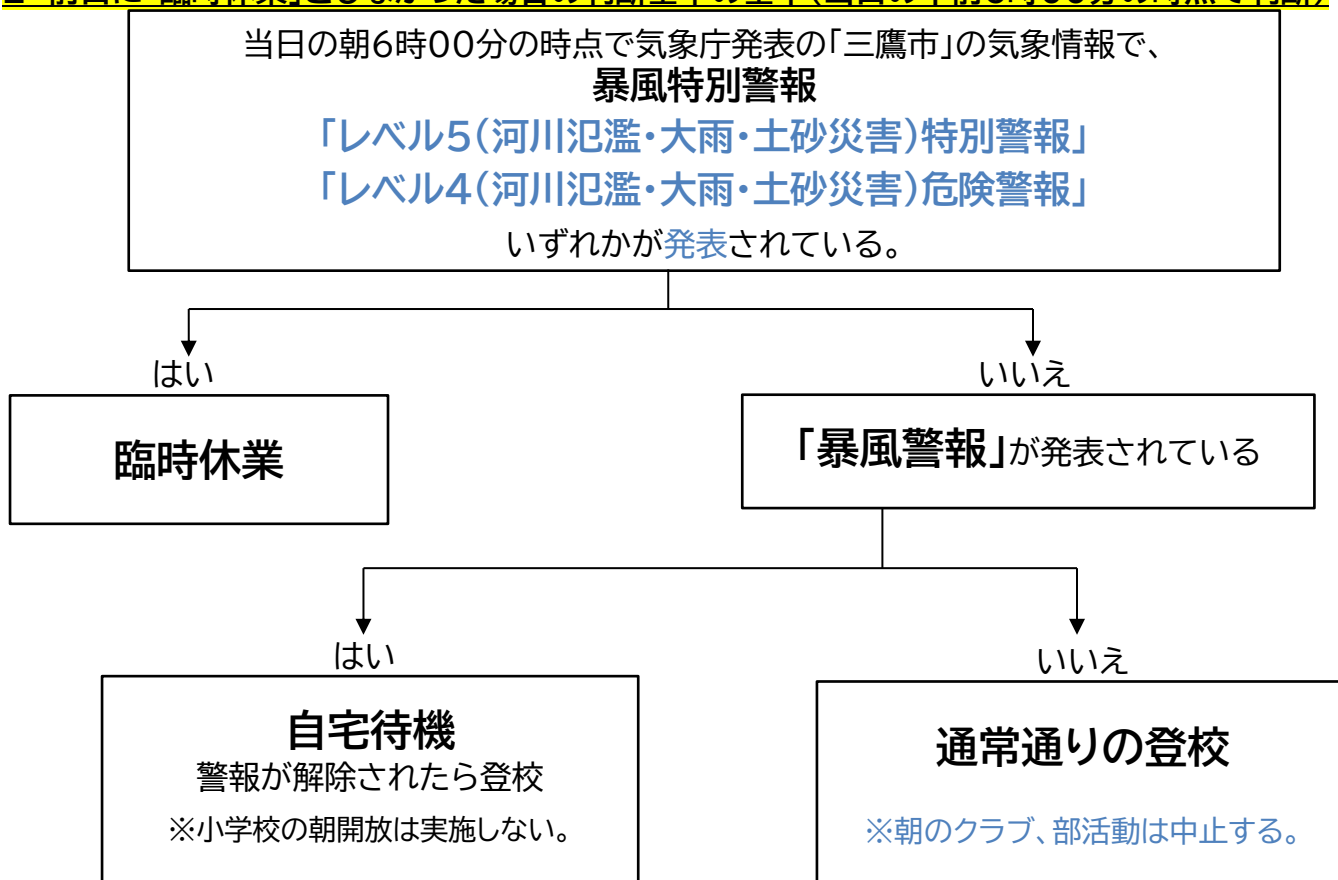 当日の朝6時00分の時点で気象庁発表の「三鷹市」の気象情報で、
暴風特別警報
「レベル5(河川氾濫・大雨・土砂災害)特別警報」
「レベル4(河川氾濫・大雨・土砂災害)危険警報」
いずれかが発表されている。
はい
いいえ
臨時休業
「暴風警報」が発表されている
はい
いいえ
自宅待機
警報が解除されたら登校
※小学校の朝開放は実施しない。
通常通りの登校
※朝のクラブ、部活動は中止する。